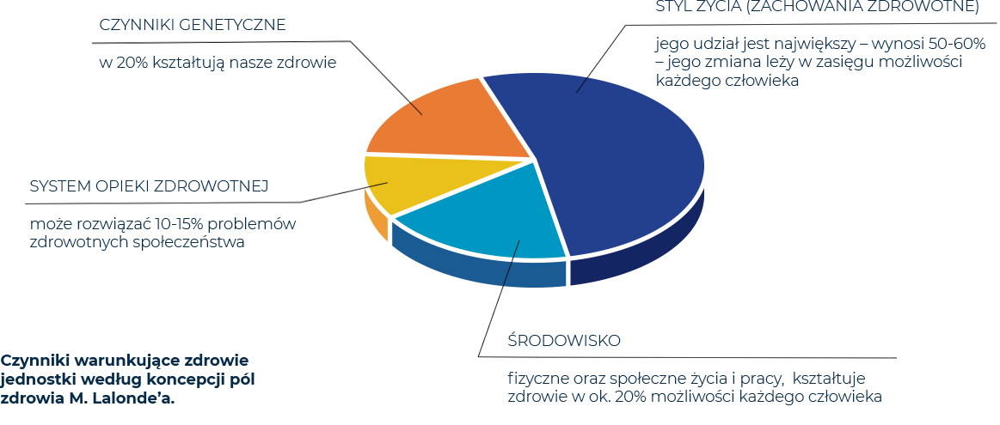 CZYNNIKI GENETYCZNE
w 20% kształtują nasze zdrowie
STYL ŻYCIA (ZACHOWANIA ZDROWOTNE)
jego udział jest największy – wynosi 50-60%
– jego zmiana leży w zasięgu możliwości
każdego człowieka
SYSTEM OPIEKI ZDROWOTNEJ
może rozwiązać 10-15% problemów
zdrowotnych społeczeństwa
ŚRODOWISKO
fizyczne oraz społeczne życia i pracy, kształtuje
zdrowie w ok. 20% możliwości każdego człowieka
Czynniki warunkujące zdrowie
jednostki według koncepcji pól
zdrowia M. Lalonde’a.